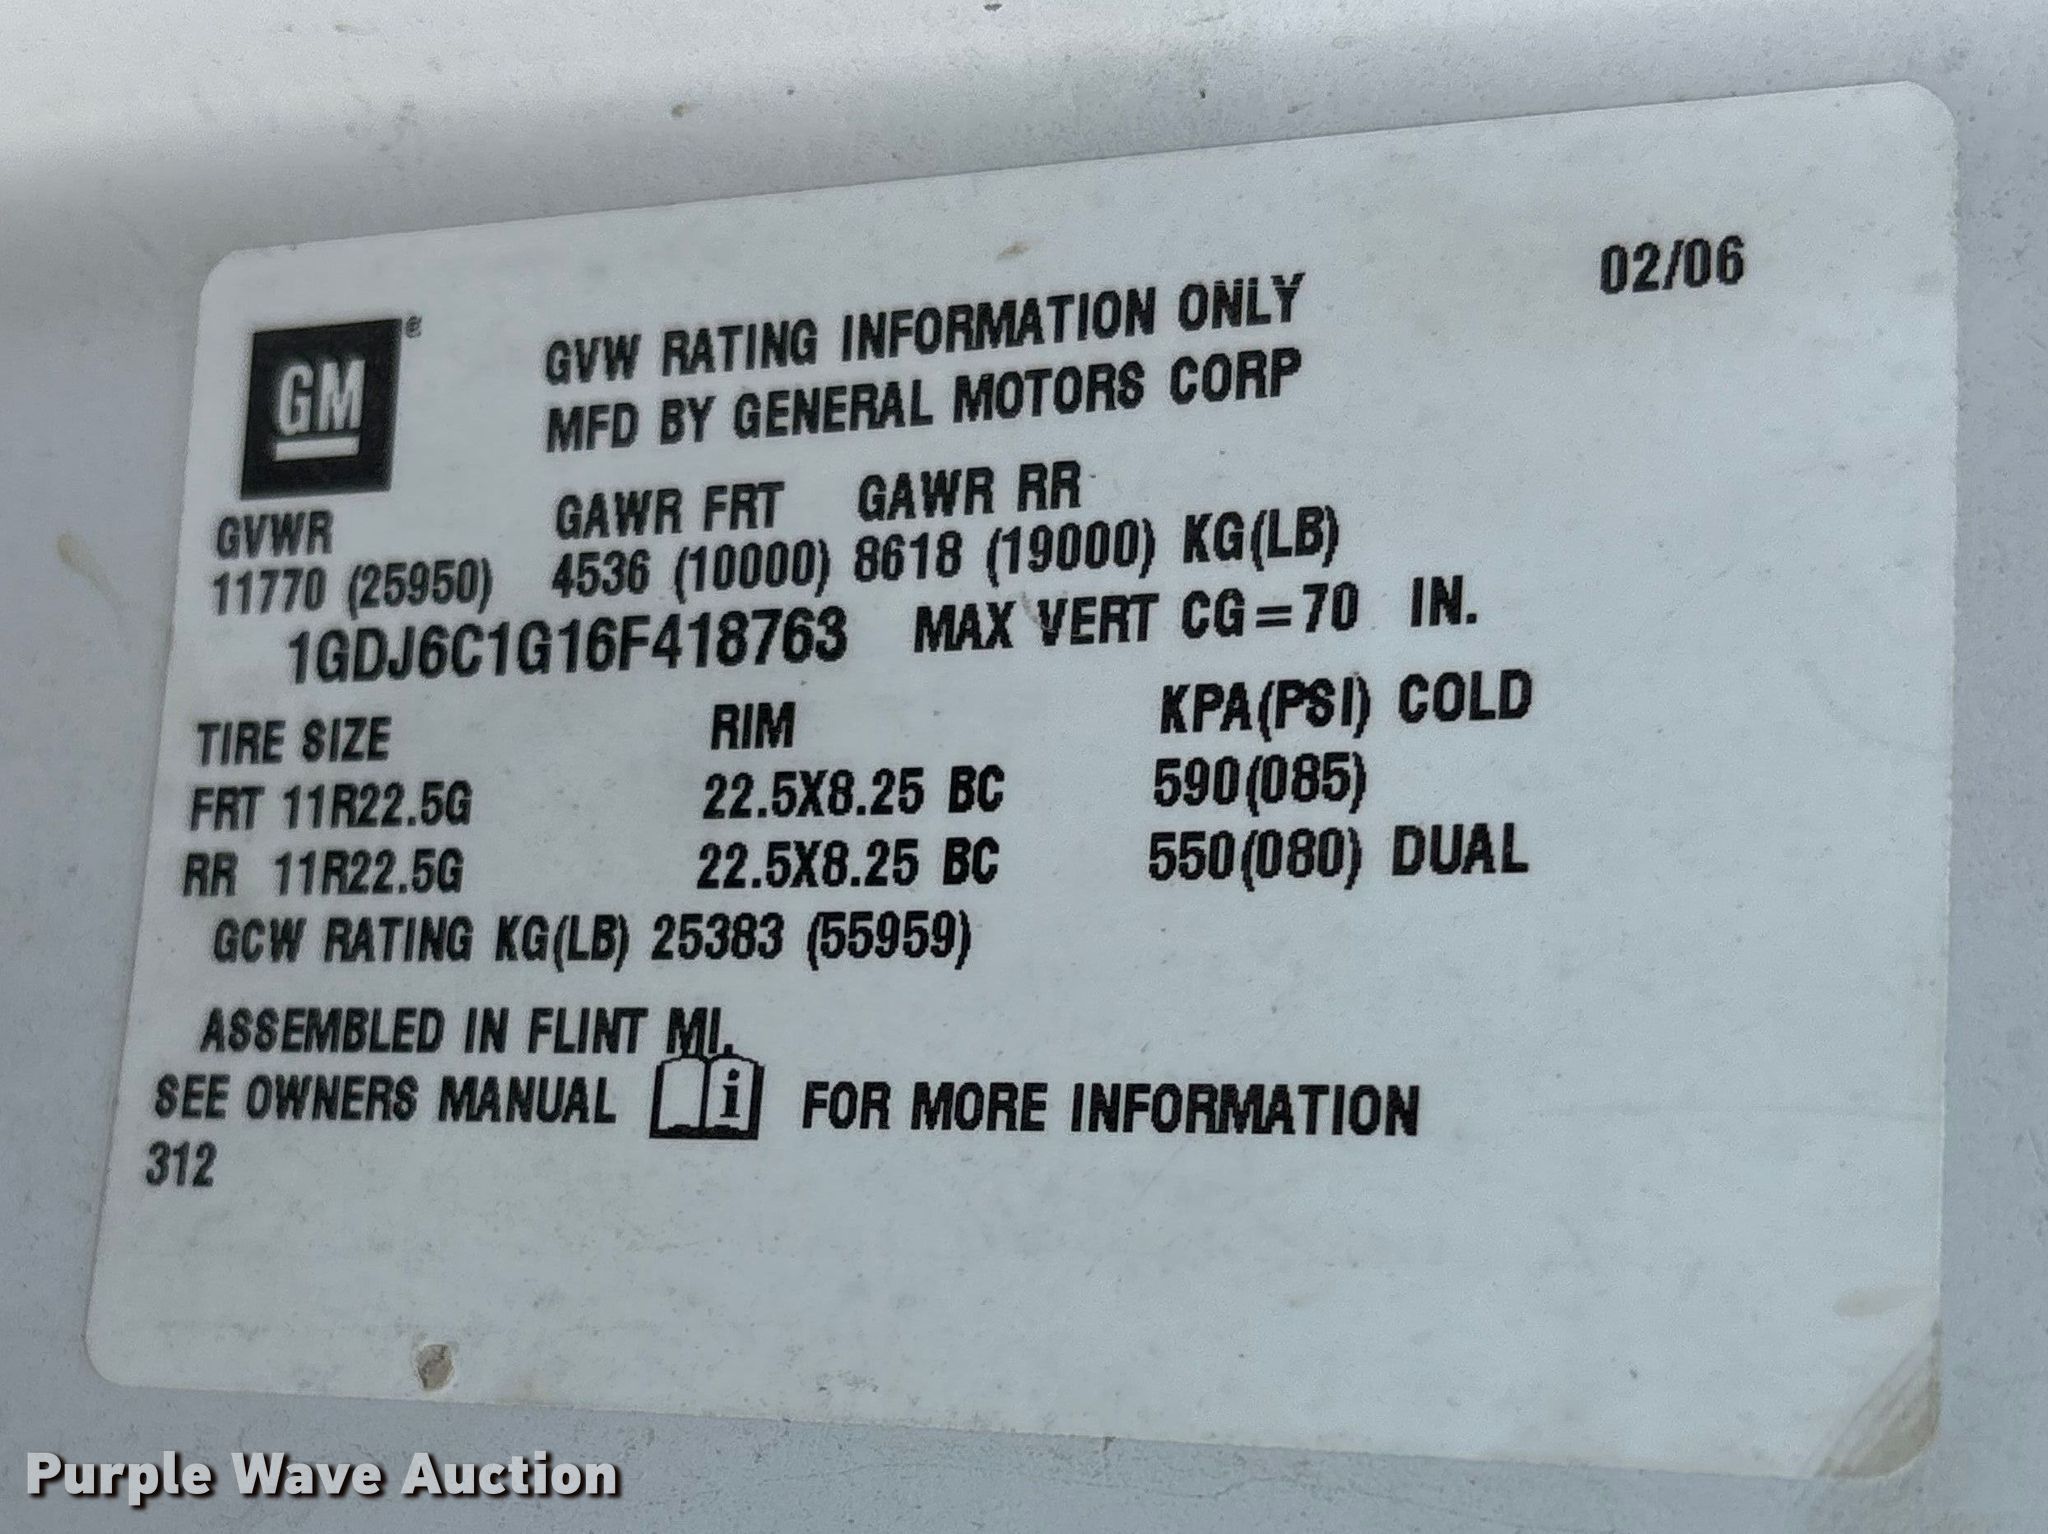 02/06
GM®
GVW RATING INFORMATION ONLY
MFD BY GENERAL MOTORS CORP
GVWR GAWR FRT GAWR RR
11770 (25950) 4536 (10000) 8618 (19000) KG(LB)
1GDJ6C1G16F418763 MAX VERT CG=70 IN.
TIRE SIZE RIM KPA(PSI) COLD
FRT 11R22.5G 22.5X8.25 BC 590(085)
RR 11R22.5G 22.5X8.25 BC 550(080) DUAL
GCW RATING KG(LB) 25383 (55959)
ASSEMBLED IN FLINT MI.
SEE OWNERS MANUAL i FOR MORE INFORMATION
312
Purple Wave Auction